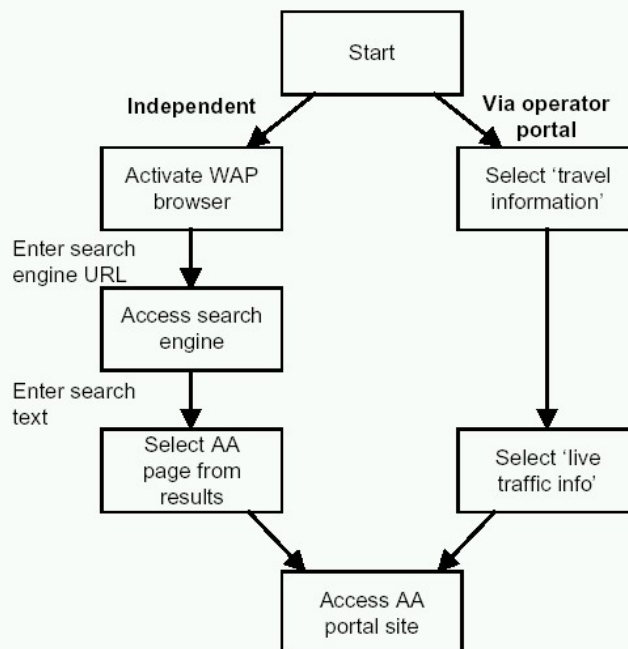 Start
Independent
Via operator
portal
Activate WAP
browser
Select ‘travel
information’
Enter search
engine URL
Access search
engine
Enter search
text
Select AA
page from
results
Select ‘live
traffic info’
Access AA
portal site